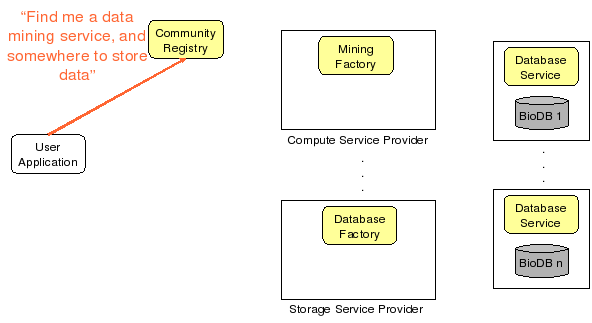 “Find me a data
mining service, and
somewhere to store
data”
Community
Registry
User
Application
Mining
Factory
Compute Service Provider
.
.
.
Database
Factory
Storage Service Provider
Database
Service
BioDB 1
.
.
.
Database
Service
BioDB n